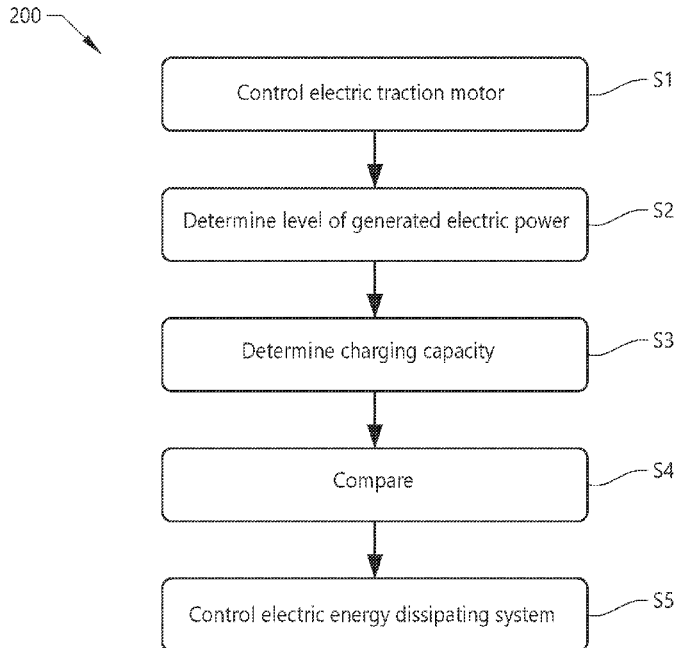 200
Control electric traction motor
S1
Determine level of generated electric power
S2
Determine charging capacity
S3
Compare
S4
Control electric energy dissipating system
S5